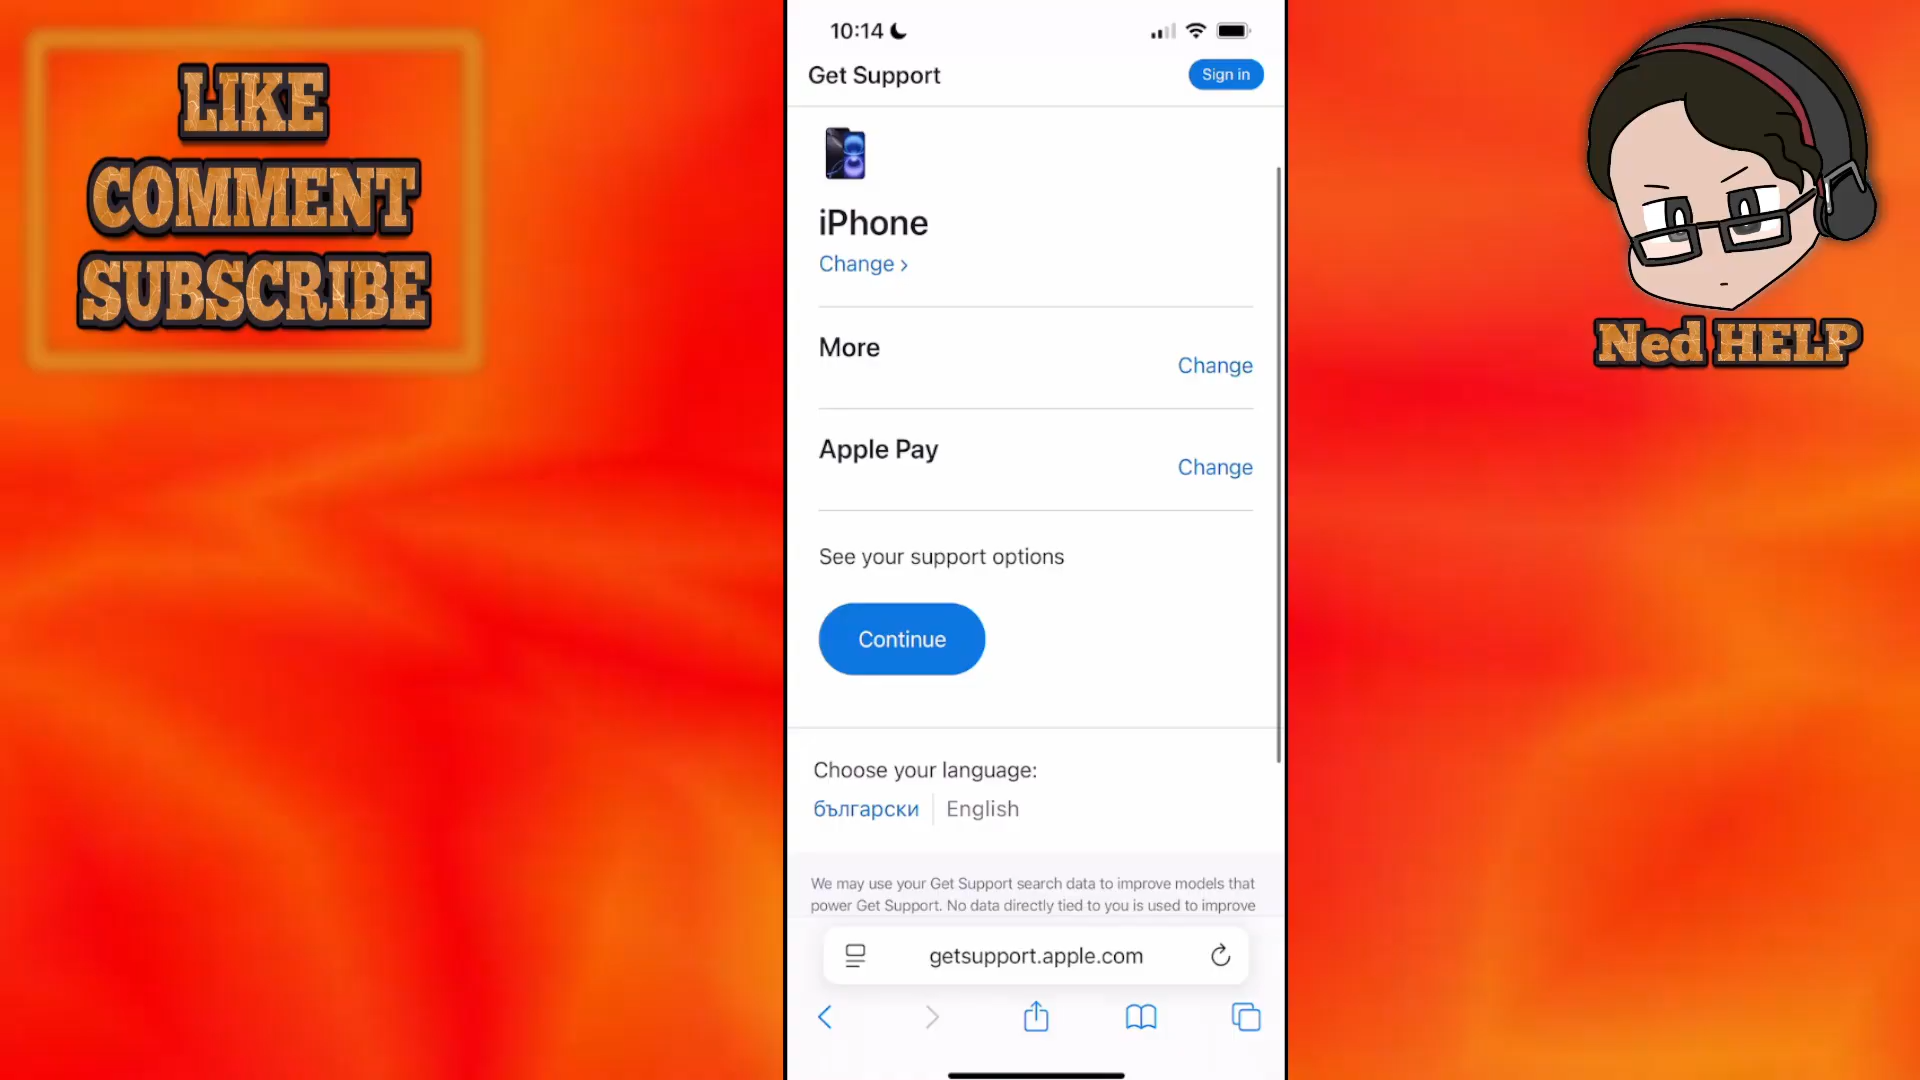 LIKE
COMMENT
SUBSCRIBE
10:14
Get Support
Sign in
iPhone
Change >
More
Change
Apple Pay
Change
See your support options
Continue
Choose your language:
български
English
We may use your Get Support search data to improve models that
power Get Support. No data directly tied to you is used to improve
getsupport.apple.com
Ned HELP